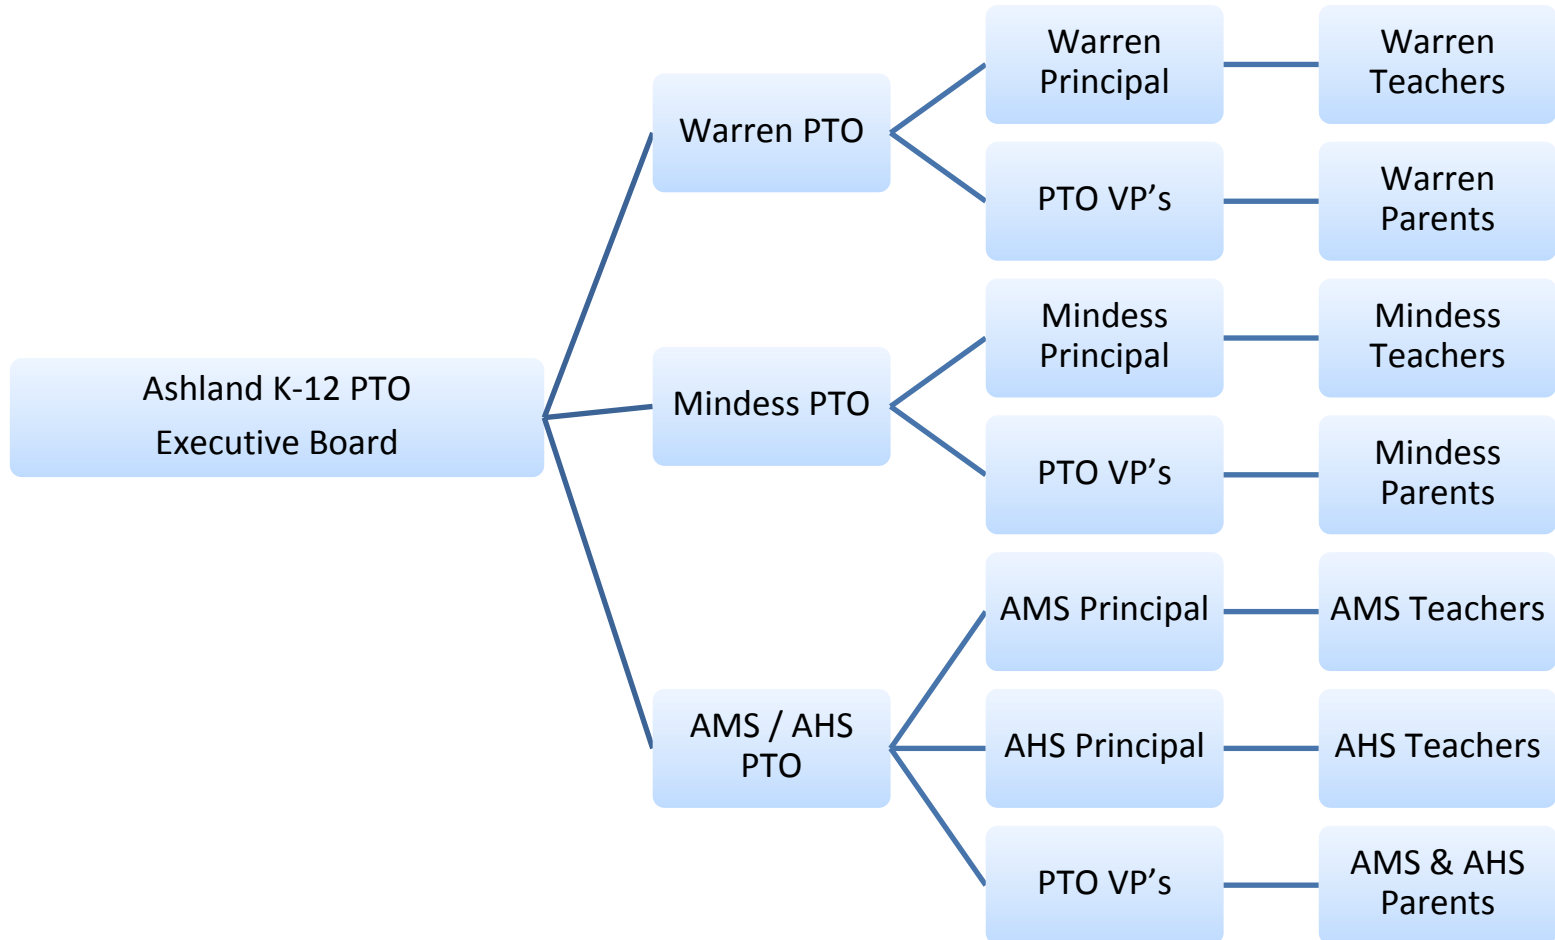 Ashland K-12 PTO
Executive Board
Warren PTO
Warren
Principal
Warren
Teachers
PTO VP’s
Warren
Parents
Mindess PTO
Mindess
Principal
Mindess
Teachers
PTO VP’s
Mindess
Parents
AMS / AHS
PTO
AMS Principal
AMS Teachers
AHS Principal
AHS Teachers
PTO VP’s
AMS & AHS
Parents